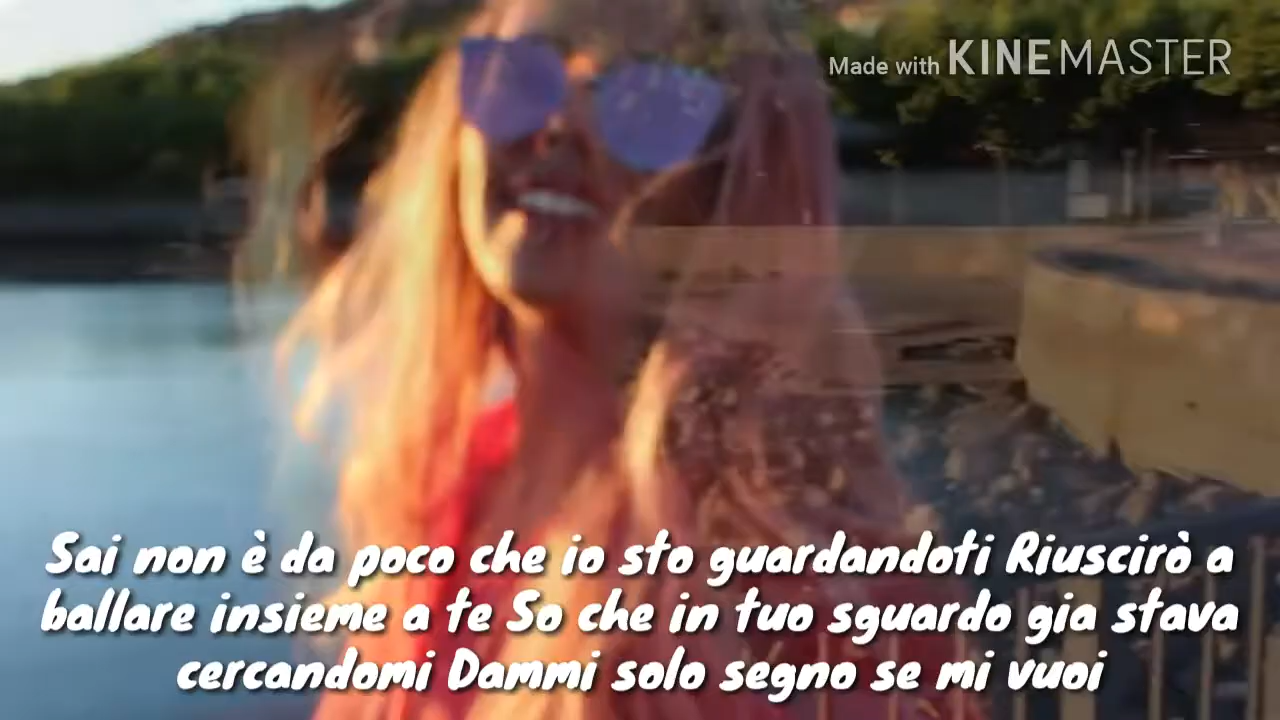 Made with KINEMASTER
Sai non è da poco che io sto guardandoti Riuscirò a
ballare insieme a te So che in tuo sguardo gia stava
cercandomi Dammi solo segno se mi vuoi